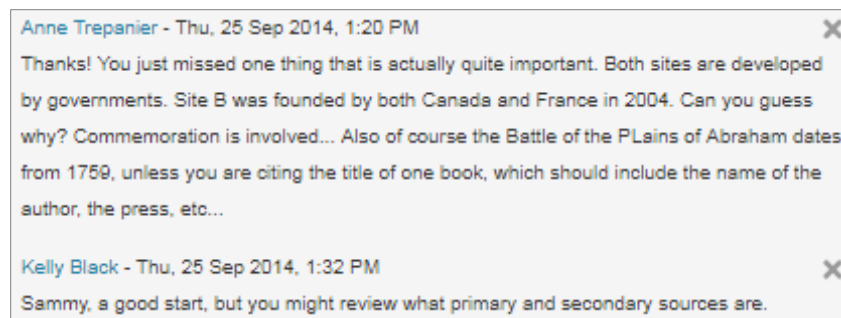 Anne Trepanier - Thu, 25 Sep 2014, 1:20 PM
Thanks! You just missed one thing that is actually quite important. Both sites are developed
by governments. Site B was founded by both Canada and France in 2004. Can you guess
why? Commemoration is involved... Also of course the Battle of the PLains of Abraham dates
from 1759, unless you are citing the title of one book, which should include the name of the
author, the press, etc...
Kelly Black - Thu, 25 Sep 2014, 1:32 PM
Sammy, a good start, but you might review what primary and secondary sources are.